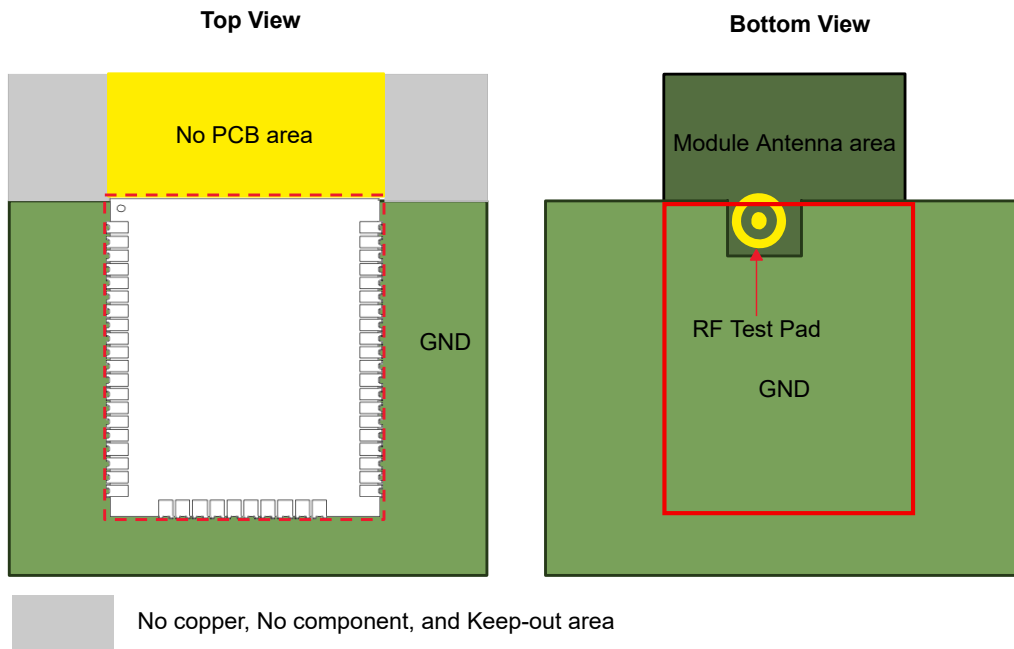 Top View
Bottom View
No PCB area
Module Antenna area
GND
RF Test Pad
GND
No copper, No component, and Keep-out area